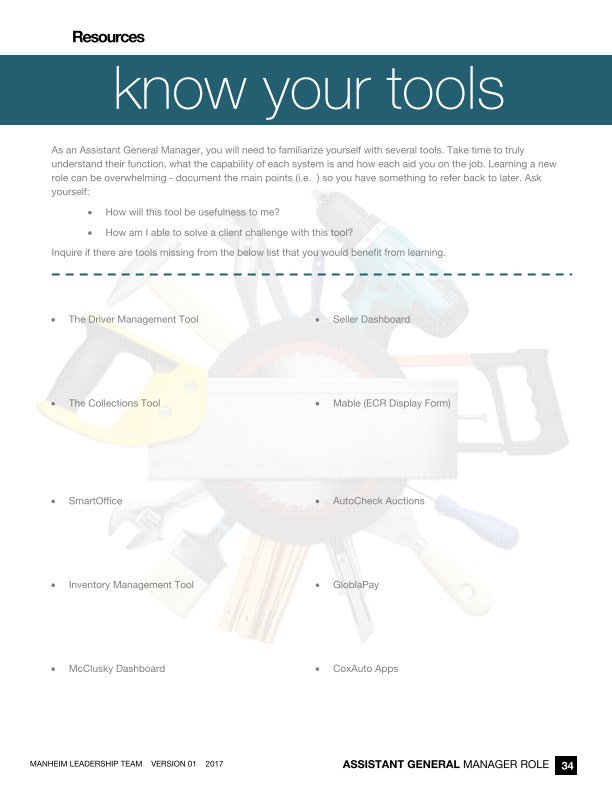 Resources
know your tools
As an Assistant General Manager, you will need to familiarize yourself with several tools. Take time to truly
understand their function, what the capability of each system is and how each aid you on the job. Learning a new
role can be overwhelming - document the main points (i.e.  ) so you have something to refer back to later. Ask
yourself:
• How will this tool be usefulness to me?
• How am I able to solve a client challenge with this tool?
Inquire if there are tools missing from the below list that you would benefit from learning.
• The Driver Management Tool
• Seller Dashboard
• The Collections Tool
• Mable (ECR Display Form)
• SmartOffice
• AutoCheck Auctions
• Inventory Management Tool
• GloblaPay
• McClusky Dashboard
• CoxAuto Apps
MANHEIM LEADERSHIP TEAM VERSION 01 2017
ASSISTANT GENERAL MANAGER ROLE 34